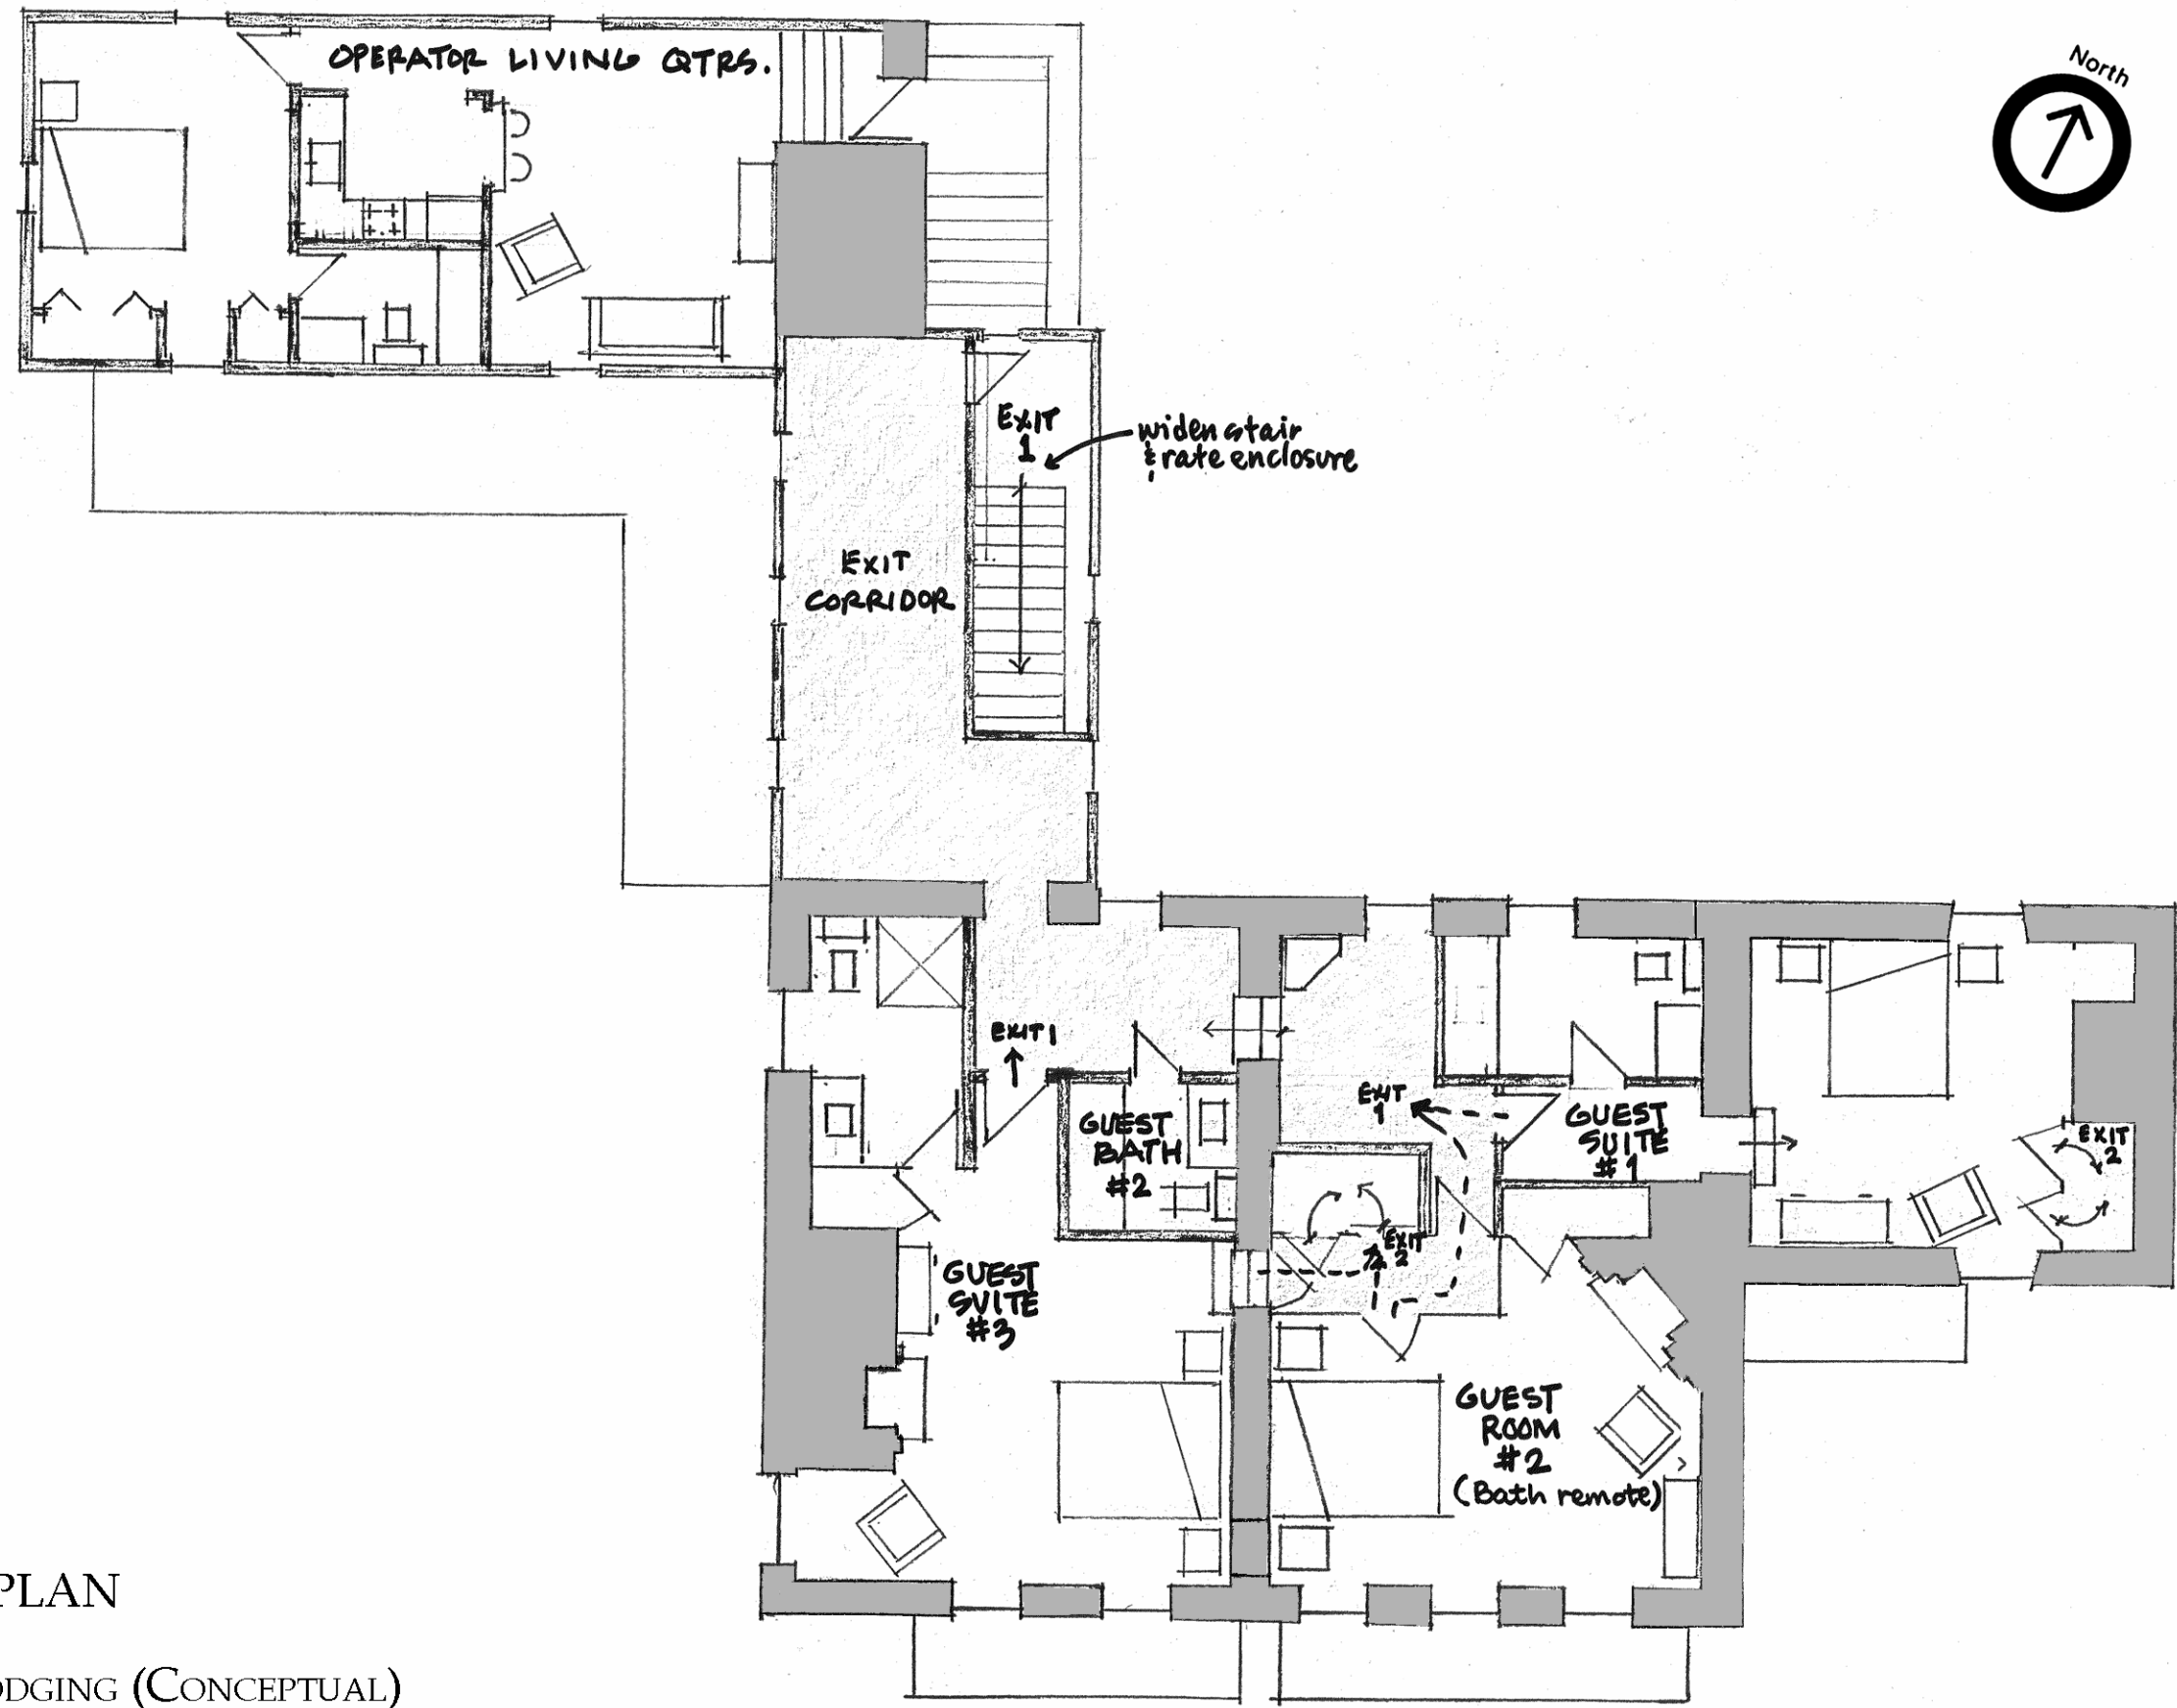 OPERATOR LIVING QTRS.
North
EXIT
1
widen stair
& rate enclosure
EXIT
CORRIDOR
EXIT 1
EXIT
1
GUEST
SUITE
#1
EXIT
2
GUEST
BATH
#2
EXIT
2
GUEST
SUITE
#3
GUEST
ROOM
#2
(Bath remote)
PLAN
ODGING (CONCEPTUAL)